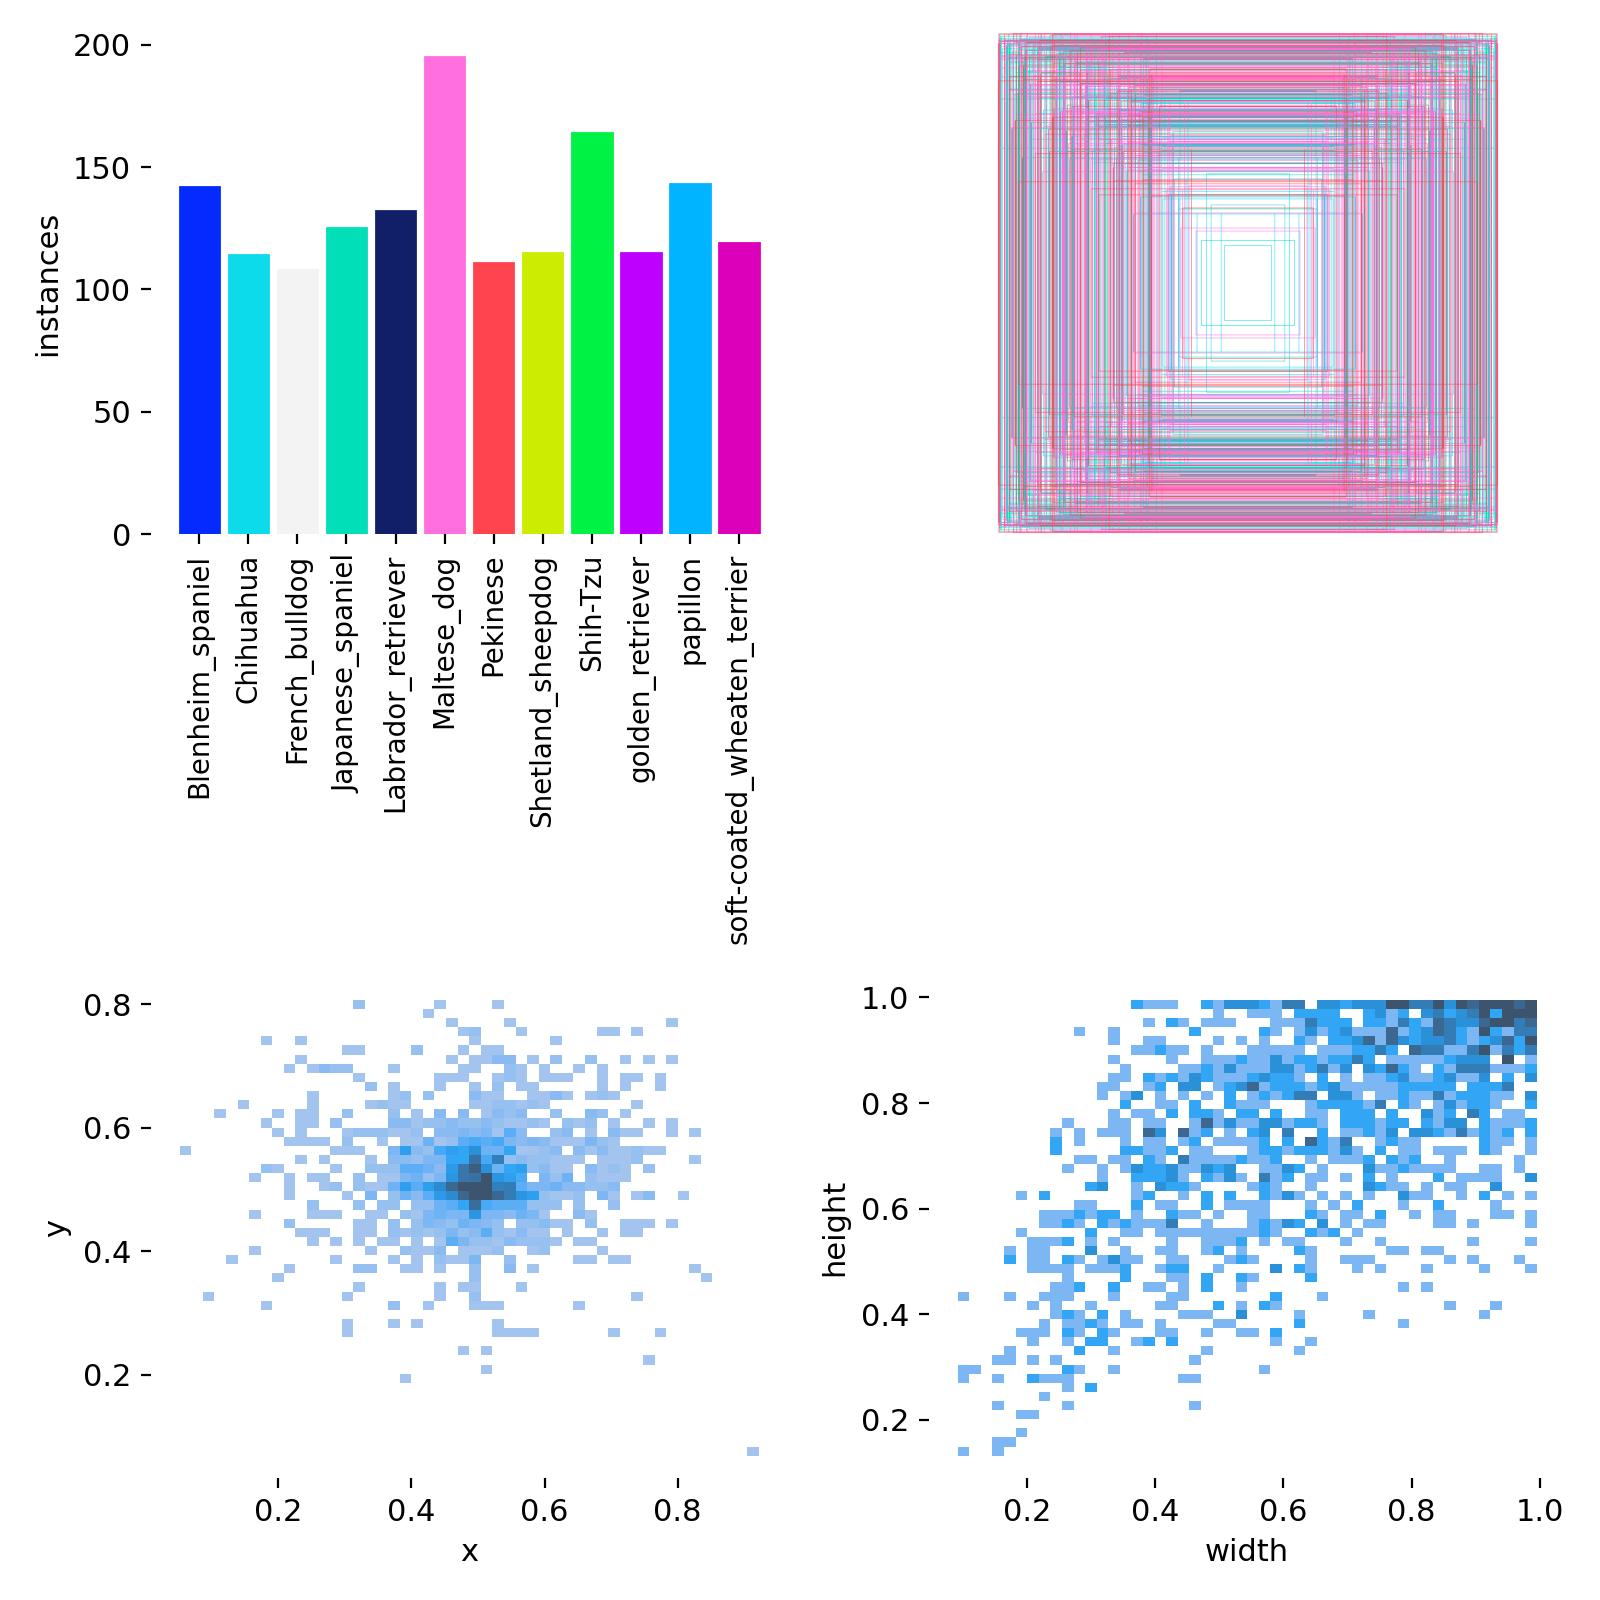 200
150
100
50
0
instances
Blenheim_spaniel
Chihuahua
French_bulldog
Japanese_spaniel
Labrador_retriever
Maltese_dog
Pekinese
Shetland_sheepdog
Shih-Tzu
golden_retriever
papillon
soft-coated_wheaten_terrier
0.8
0.6
0.4
0.2
y
0.2 0.4 0.6 0.8
x
1.0
0.8
0.6
0.4
0.2
height
0.2 0.4 0.6 0.8 1.0
width